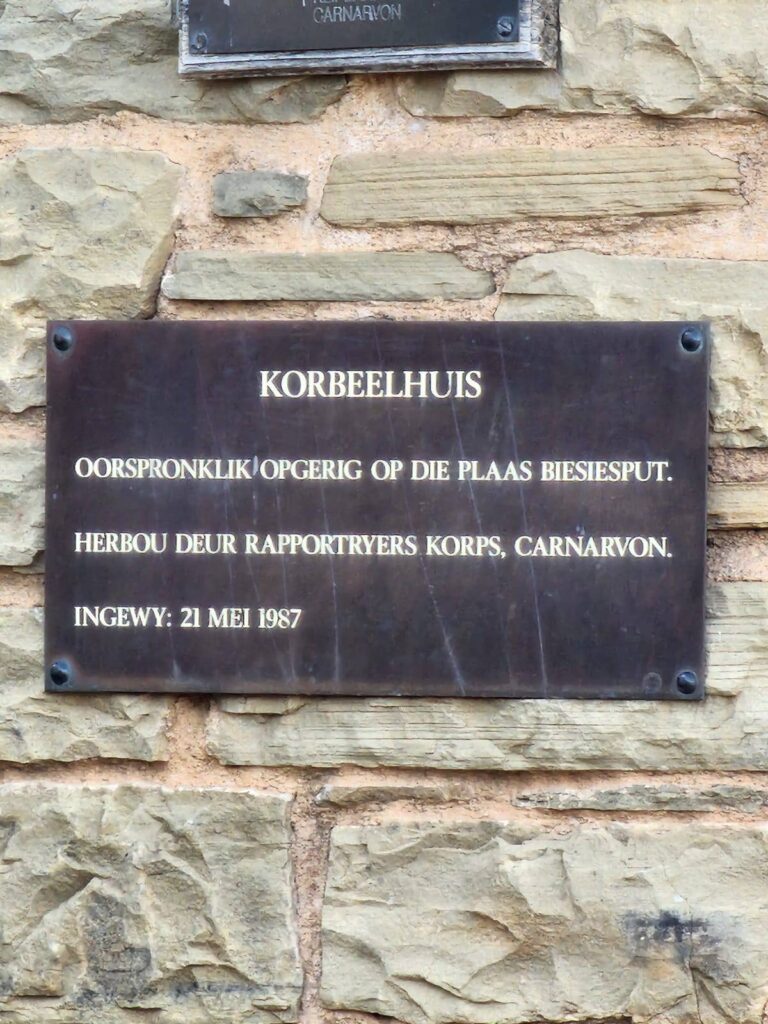 CARNARVON
KORBEELHUIS
OORSPRONKLIK OPGERIG OP DIE PLAAS BIESIESPUT.
HERBOU DEUR RAPPORTRYERS KORPS, CARNARVON.
INGEWY: 21 MEI 1987